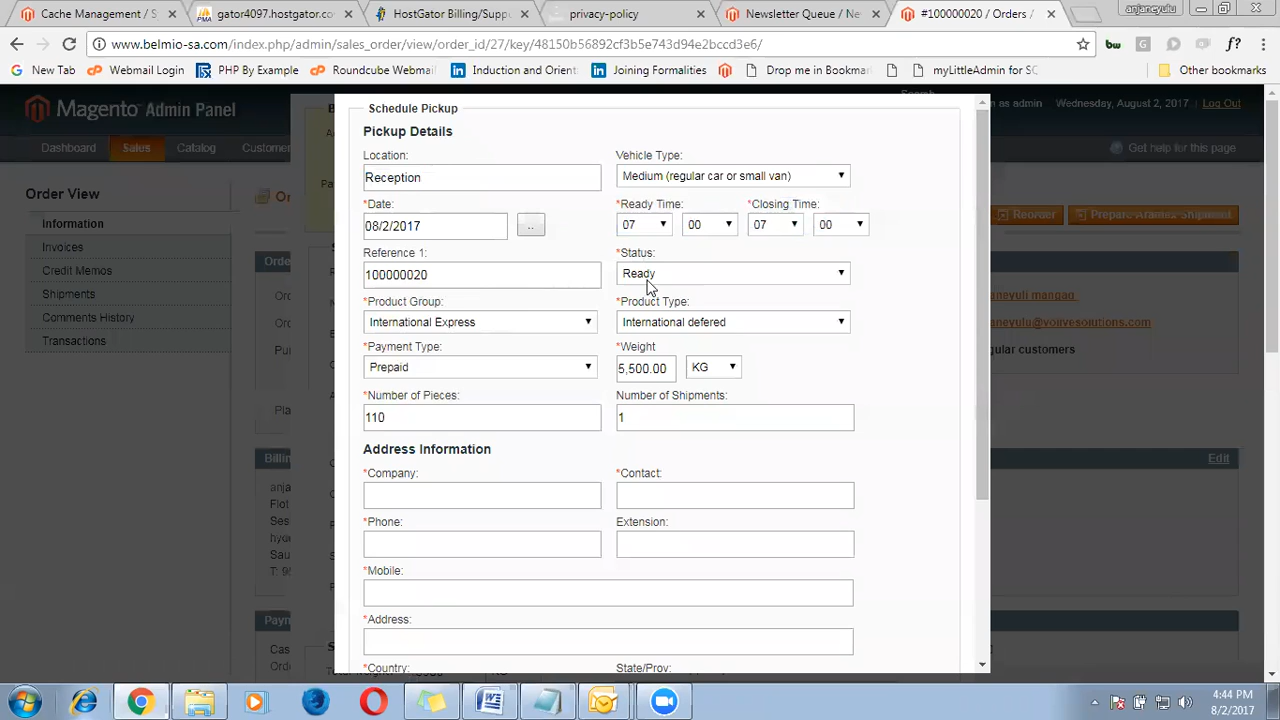 Cache Management / S
gator4097.hostgator.co
HostGator Billing/Suppo
privacy-policy
Newsletter Queue / Ne
#100000020 / Orders /
anjaneyulu
www.belmio-sa.com/index.php/admin/sales_order/view/order_id/27/key/48150b56892cf3b5e743d94e2bccd3e6/
New Tab
Webmail Login
PHP By Example
Roundcube Webmai
Induction and Orient
Joining Formalities
Drop me in Bookmar
myLittleAdmin for SC
Other bookmarks
Magento Admin Panel
n as admin
Wednesday, August 2, 2017
Log Out
Dashboard
Sales
Catalog
Customer
Get help for this page
Order View
Information
Invoices
Credit Memos
Shipments
Comments History
Transactions
Reorder
Prepare Aramex Shipment
Schedule Pickup
Pickup Details
Location:
Vehicle Type:
Reception
Medium (regular car or small van)
*Date:
*Ready Time:
*Closing Time:
08/2/2017
..
07
00
07
00
Reference 1:
*Status:
100000020
Ready
*Product Group:
*Product Type:
International Express
International defered
*Payment Type:
*Weight
Prepaid
5,500.00
KG
*Number of Pieces:
Number of Shipments:
110
1
Address Information
*Company:
*Contact:
*Phone:
Extension:
*Mobile:
*Address:
*Country:
State/Prov:
gular customers
Edit
4:44 PM
8/2/2017